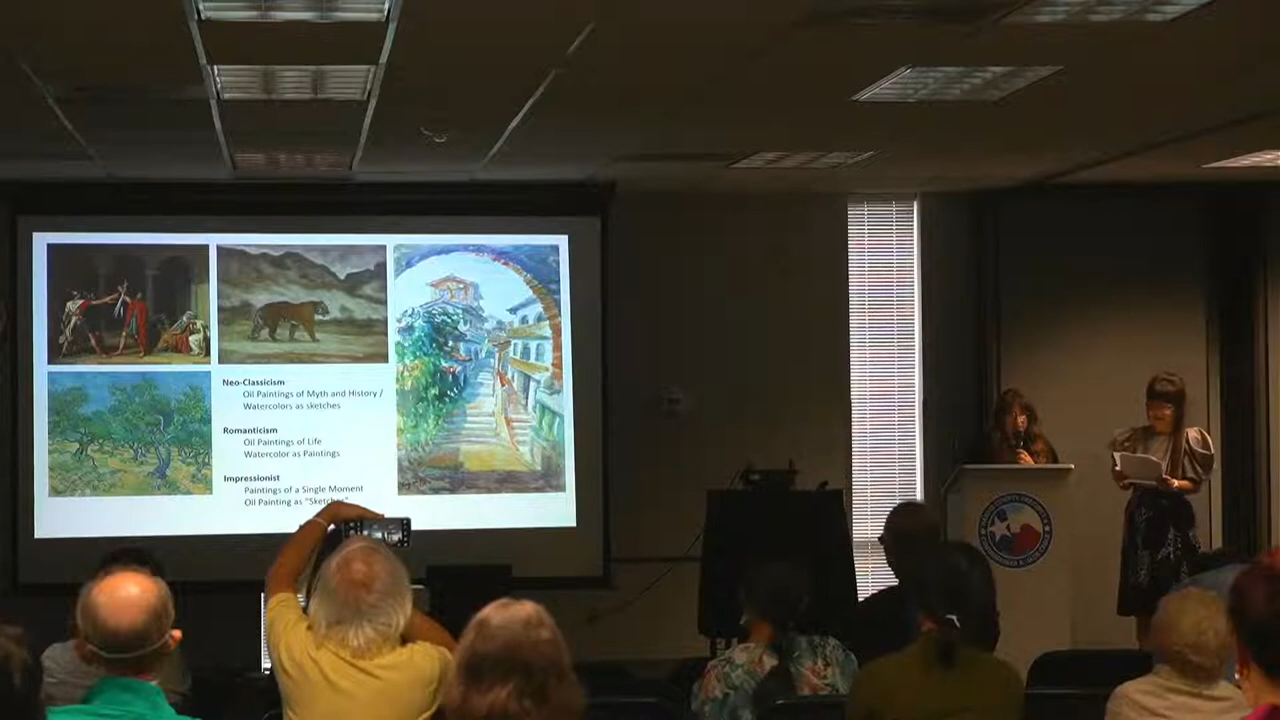 Neo-Classicism
Oil Paintings of Myth and History /
Watercolors as sketches
Romanticism
Oil Paintings of Life
Watercolor as Paintings
Impressionist
Paintings of a Single Moment
Oil Painting as "Sketches"